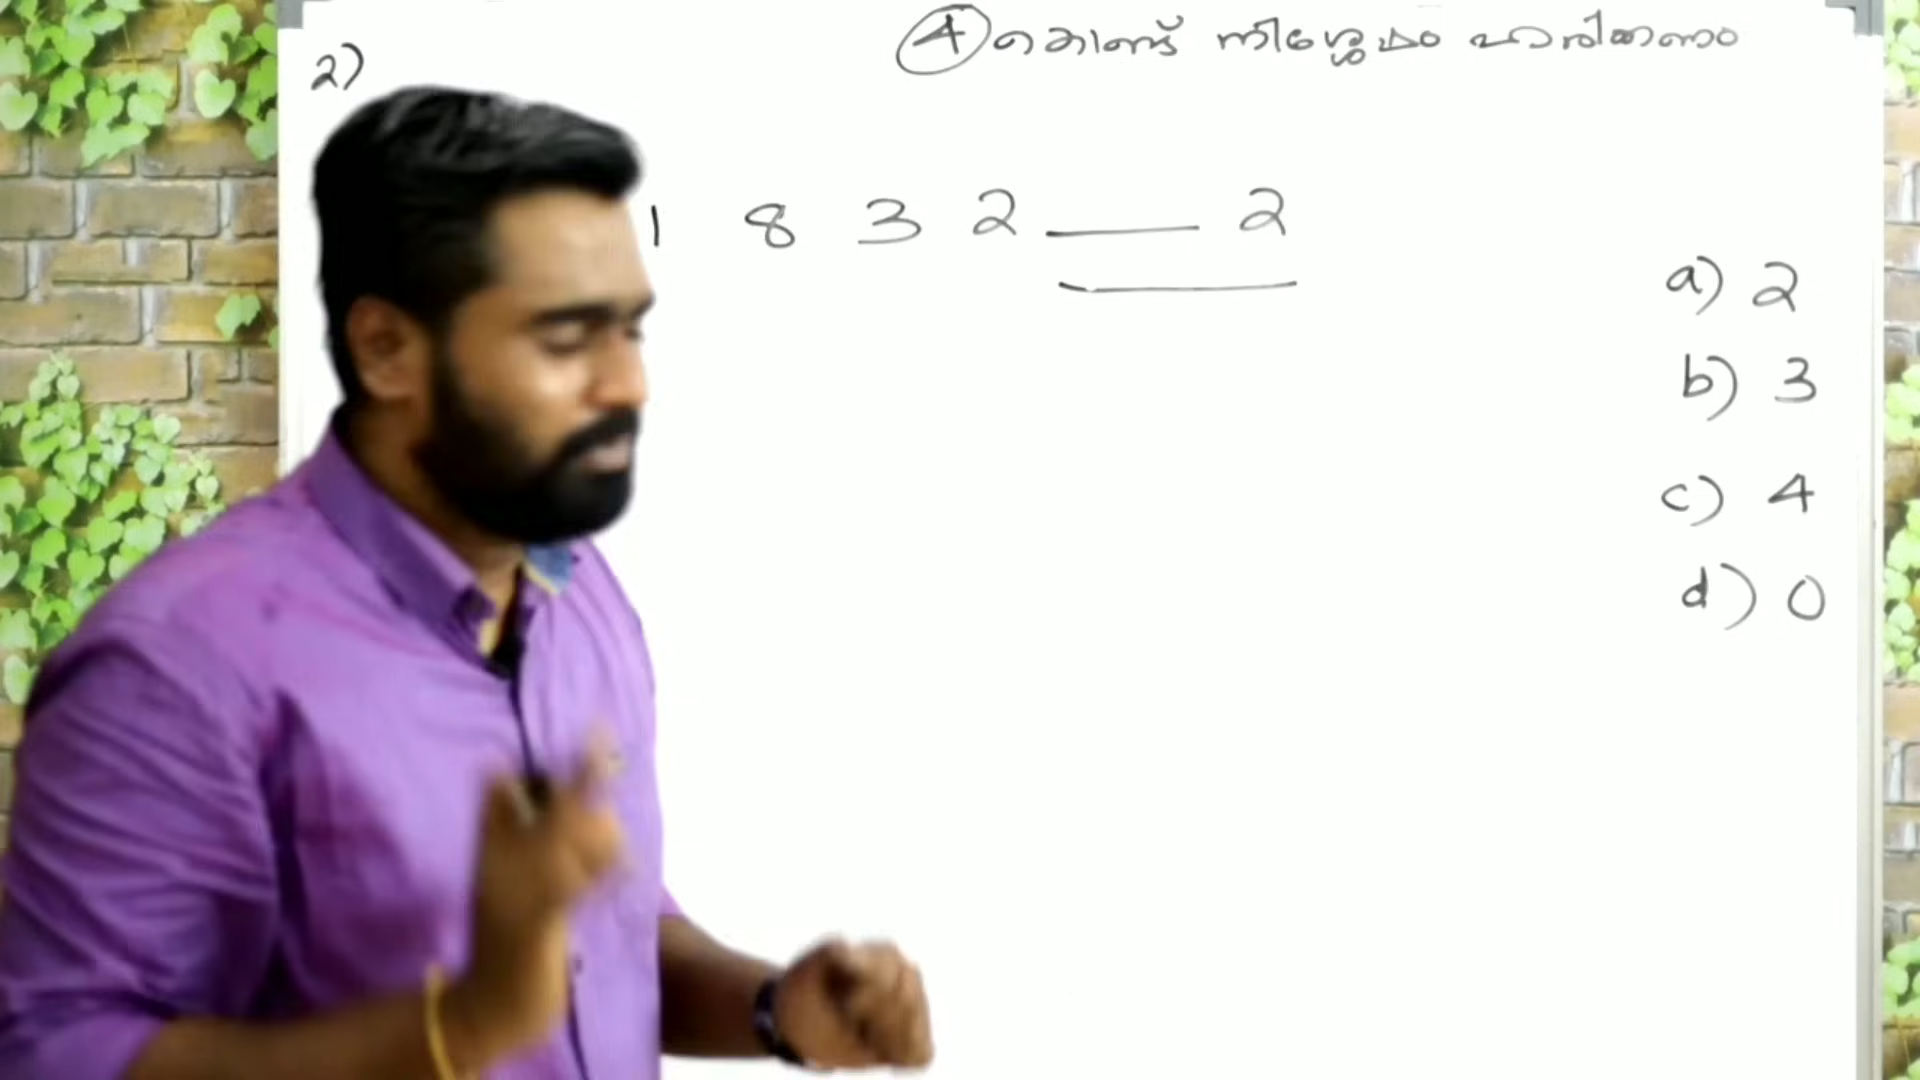 2) 4 കൊണ്ട് നിശ്ശേഷം ഹരിക്കണം
1 8 3 2 ___ 2
a) 2
b) 3
c) 4
d) 0